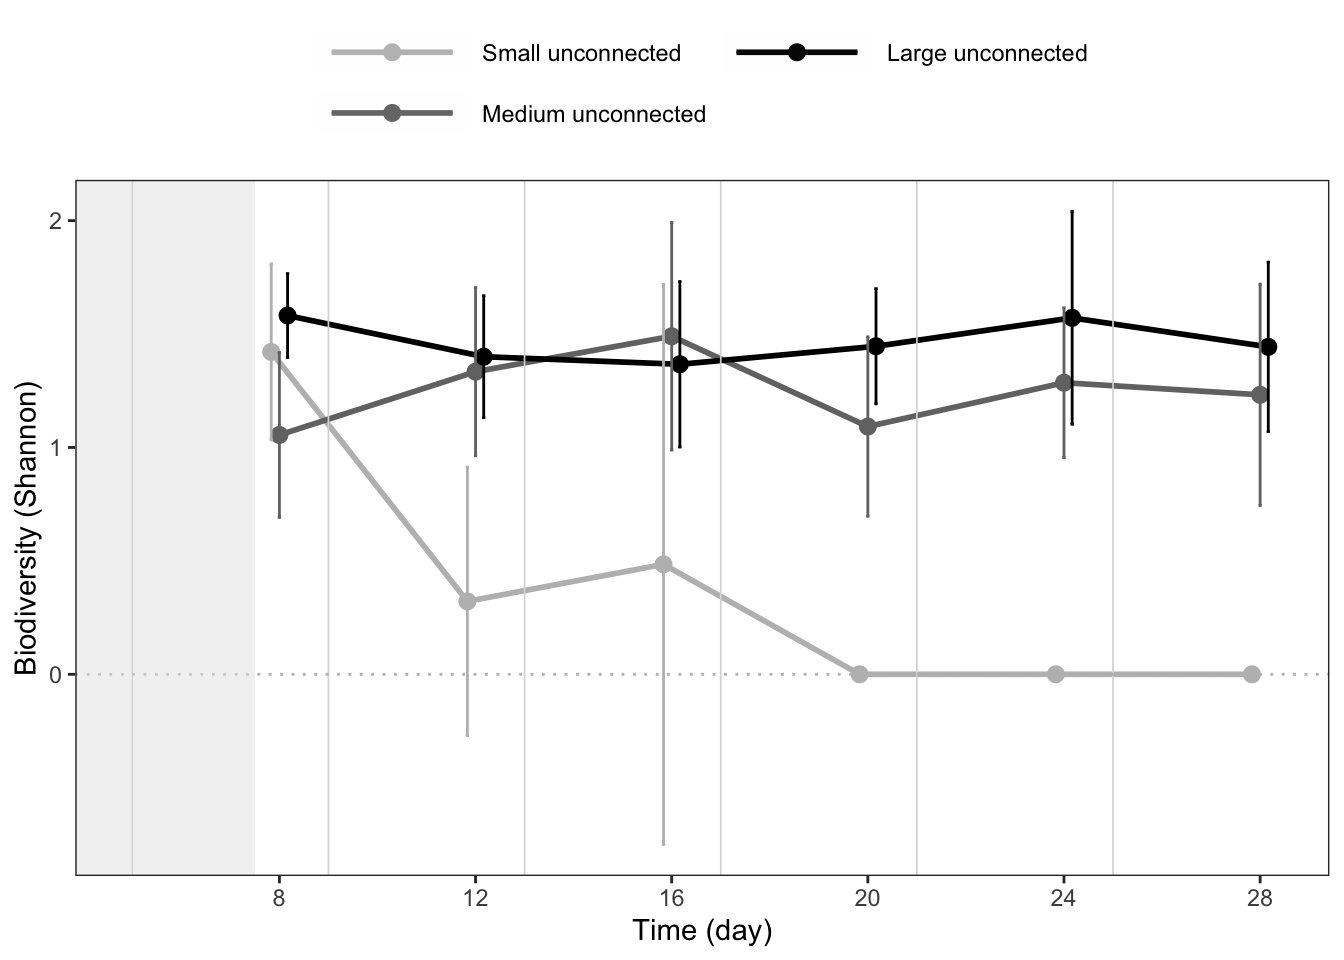 Small unconnected
Large unconnected
Medium unconnected
2
1
0
Biodiversity (Shannon)
8
12
16
20
24
28
Time (day)